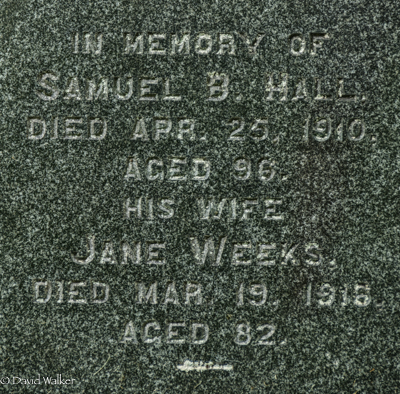 IN MEMORY OF
SAMUEL B. HALL.
DIED APR. 25, 1910.
AGED 96.
HIS WIFE
JANE WEEKS.
DIED MAR. 19, 1918.
AGED 82.
© David Walker